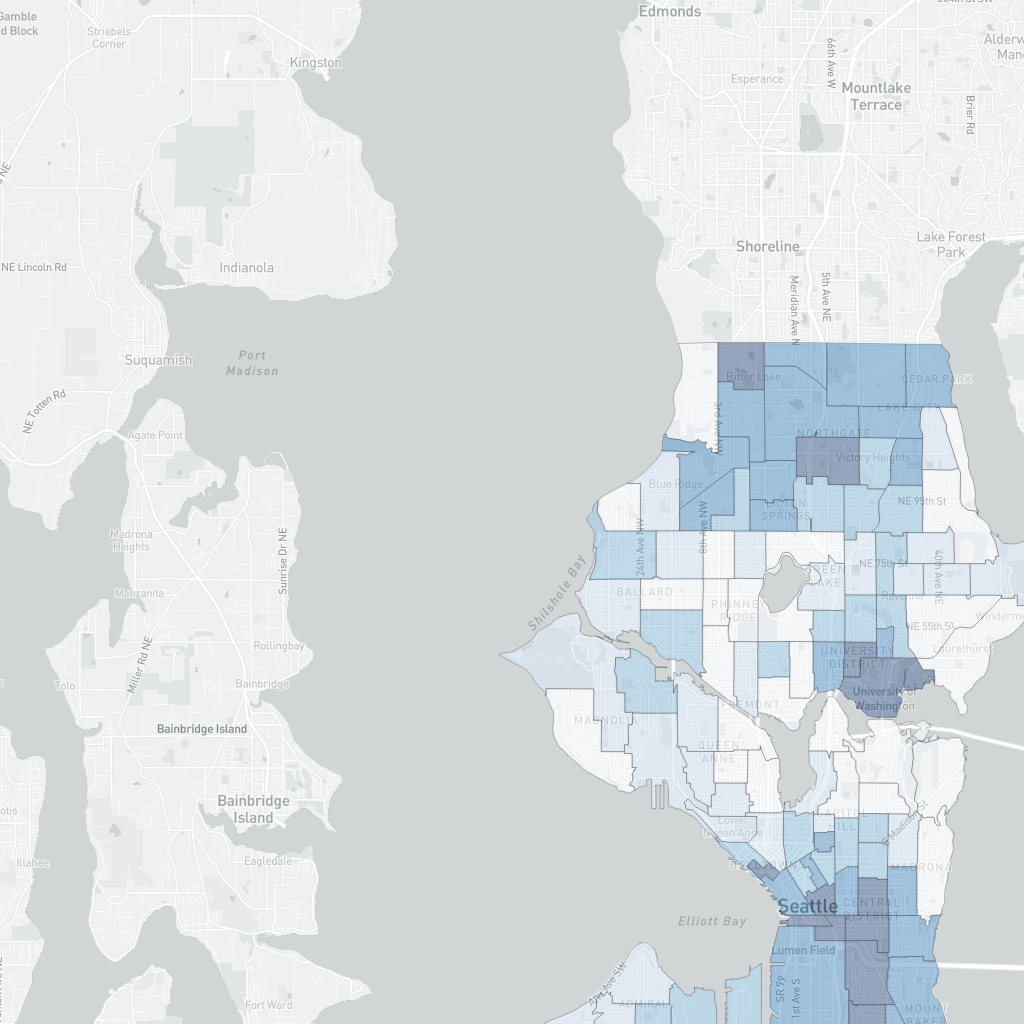 Gamble
d Block
Striebels
Corner
Kingston
Edmonds
Alderw
Man
Esperance
66th Ave W
Mountlake
Terrace
Brier Rd
NE
NE Lincoln Rd
Indianola
Shoreline
Lake Forest
Park
Meridian Ave N
5th Ave NE
Suquamish
Port
Madison
Bitter Lake
CEDAR PARK
NE Totten Rd
3rd Ave NW
LAKE CITY
Agate Point
NORTHGATE
Victory Heights
Blue Ridge
NE 95th St
LICTON
SPRINGS
Madrona
Heights
Sunrise Dr NE
24th Ave NW
8th Ave NW
Shilshole Bay
GREEN
LAKE
NE 75th St
40th Ave NE
Manzanita
BALLARD
PHINNEY
RIDGE
Ravenna
Winderme
NE 55th St
Laurelhurst
Miller Rd NE
Rollingbay
UNIVERSITY
DISTRICT
Tolo
Bainbridge
University of
Washington
FREMONT
Bainbridge Island
MAGNOLIA
QUEEN
ANNE
Bainbridge
Island
otis
CAPITOL
HILL
E Madison St
Lower
Queen Anne
Illahee
Eagledale
BELLTOWN
MADRONA
Seattle
CENTRAL
DISTRICT
Elliott Bay
Lumen Field
SR 99
1st Ave S
Fort Ward
ADMIRAL
MOUNT
BAKER